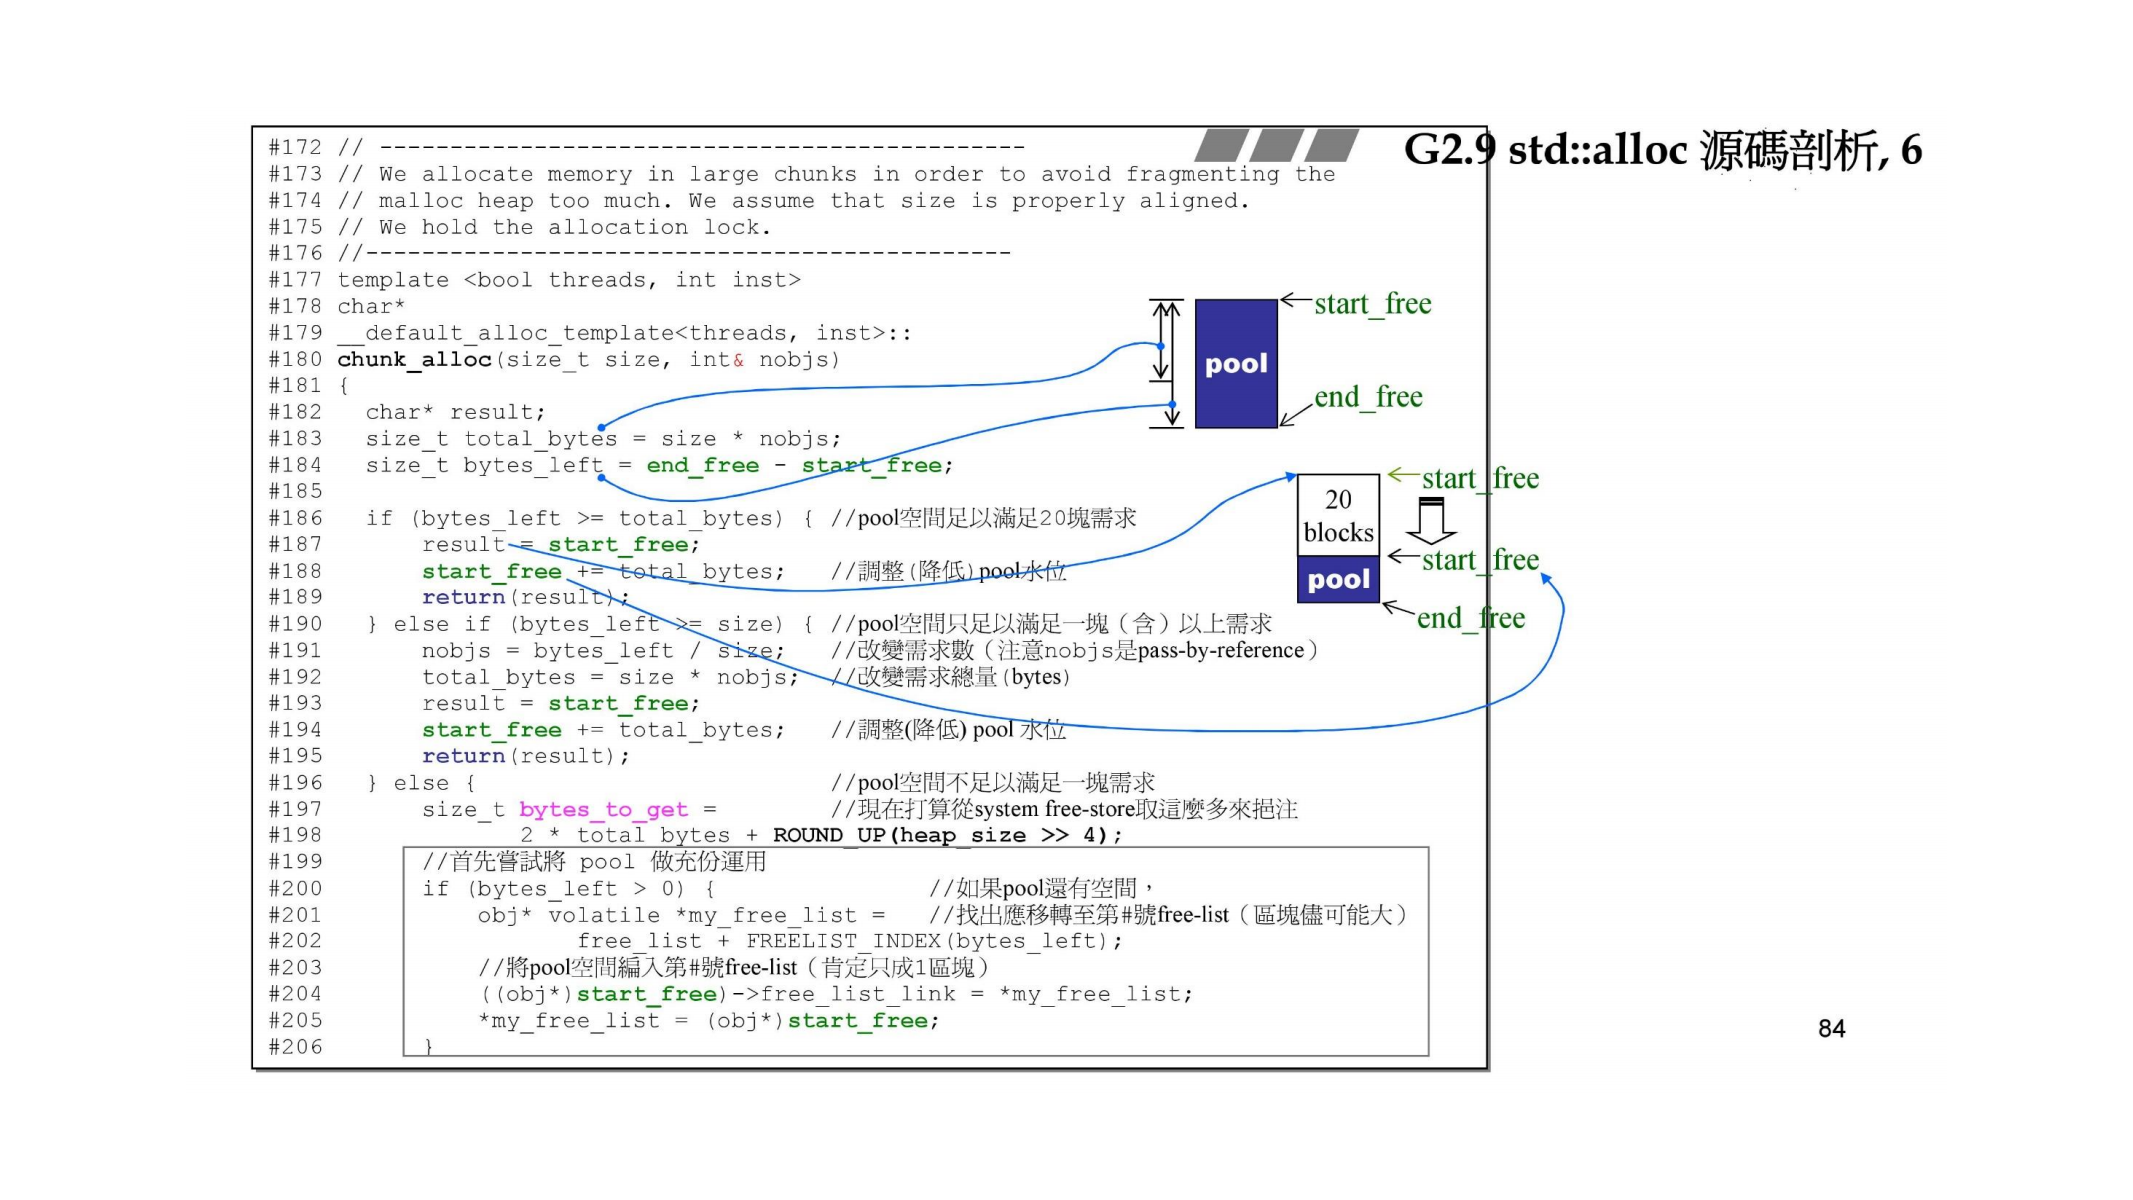 G2.9 std::alloc 源碼剖析, 6
#172 // ----------------------------------------------
#173 // We allocate memory in large chunks in order to avoid fragmenting the
#174 // malloc heap too much. We assume that size is properly aligned.
#175 // We hold the allocation lock.
#176 //----------------------------------------------
#177 template <bool threads, int inst>
#178 char*
#179 __default_alloc_template<threads, inst>::
#180 chunk_alloc(size_t size, int& nobjs)
#181 {
#182   char* result;
#183   size_t total_bytes = size * nobjs;
#184   size_t bytes_left = end_free - start_free;
#185
#186   if (bytes_left >= total_bytes) { //pool空間足以滿足20塊需求
#187       result = start_free;
#188       start_free += total_bytes;   //調整(降低)pool水位
#189       return(result);
#190   } else if (bytes_left >= size) { //pool空間只足以滿足一塊（含）以上需求
#191       nobjs = bytes_left / size;   //改變需求數（注意nobjs是pass-by-reference）
#192       total_bytes = size * nobjs;  //改變需求總量(bytes)
#193       result = start_free;
#194       start_free += total_bytes;   //調整(降低) pool 水位
#195       return(result);
#196   } else {                         //pool空間不足以滿足一塊需求
#197       size_t bytes_to_get =        //現在打算從system free-store取這麼多來挹注
#198              2 * total_bytes + ROUND_UP(heap_size >> 4);
#199       //首先嘗試將 pool 做充份運用
#200       if (bytes_left > 0) {               //如果pool還有空間，
#201           obj* volatile *my_free_list =   //找出應移轉至第#號free-list（區塊儘可能大）
#202                  free_list + FREELIST_INDEX(bytes_left);
#203           //將pool空間編入第#號free-list（肯定只成1區塊）
#204           ((obj*)start_free)->free_list_link = *my_free_list;
#205           *my_free_list = (obj*)start_free;
#206       }
start_free
pool
end_free
start_free
20
blocks
start_free
pool
end_free
84